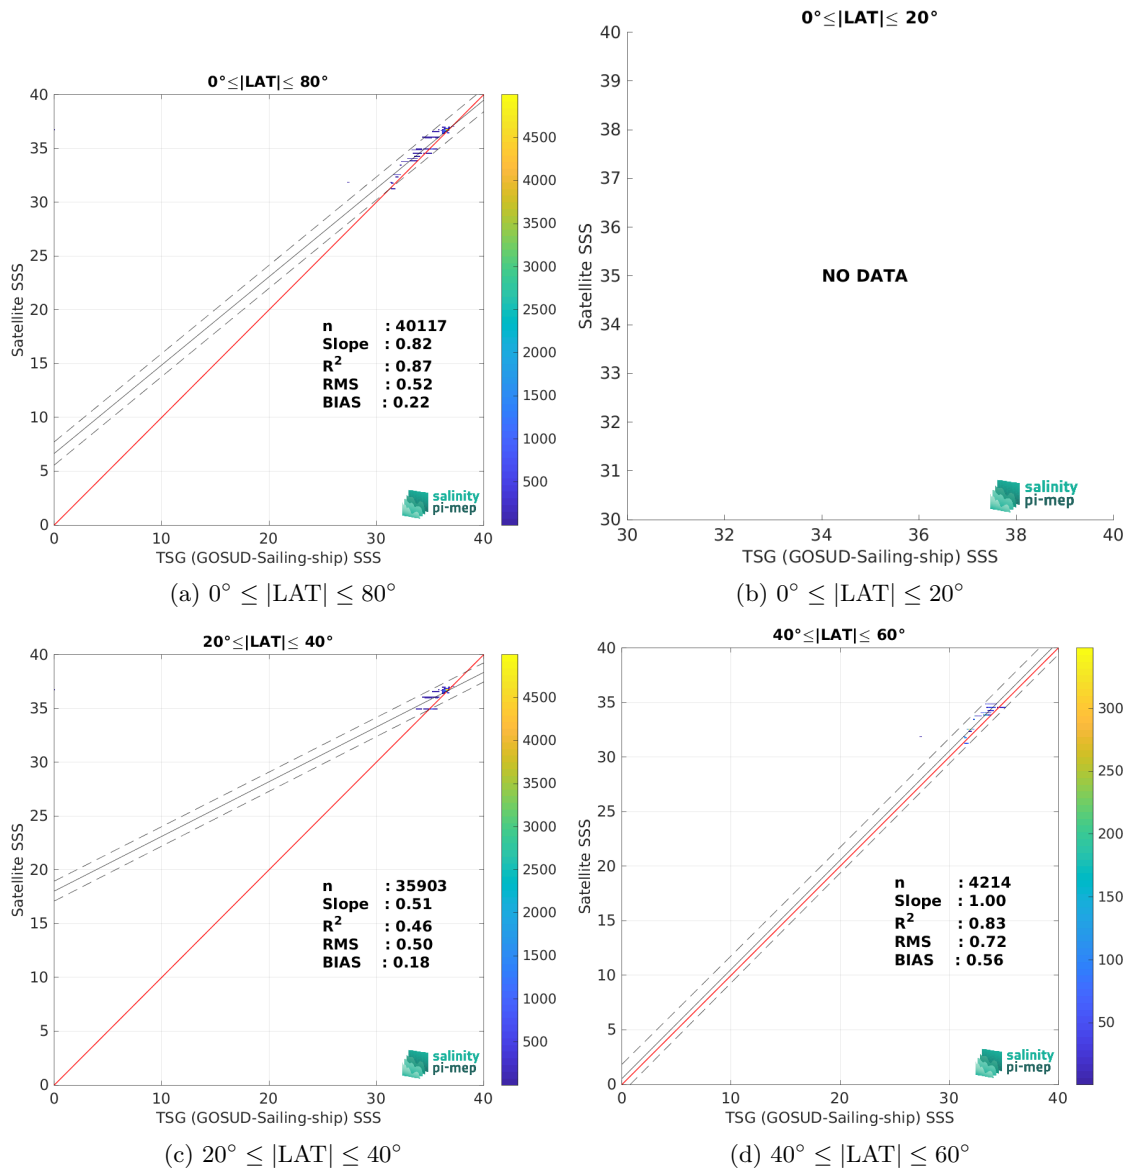 0°≤|LAT|≤ 80°
40
35
30
25
20
15
10
5
0
Satellite SSS
0
10
20
30
40
TSG (GOSUD-Sailing-ship) SSS
4500
4000
3500
3000
2500
2000
1500
1000
500
n : 40117
Slope : 0.82
R² : 0.87
RMS : 0.52
BIAS : 0.22
salinity
pi-mep
(a) 0° ≤ |LAT| ≤ 80°
0°≤|LAT|≤ 20°
40
39
38
37
36
35
34
33
32
31
30
Satellite SSS
NO DATA
30
32
34
36
38
40
TSG (GOSUD-Sailing-ship) SSS
salinity
pi-mep
(b) 0° ≤ |LAT| ≤ 20°
20°≤|LAT|≤ 40°
40
35
30
25
20
15
10
5
0
Satellite SSS
0
10
20
30
40
TSG (GOSUD-Sailing-ship) SSS
4500
4000
3500
3000
2500
2000
1500
1000
500
n : 35903
Slope : 0.51
R² : 0.46
RMS : 0.50
BIAS : 0.18
salinity
pi-mep
(c) 20° ≤ |LAT| ≤ 40°
40°≤|LAT|≤ 60°
40
35
30
25
20
15
10
5
0
Satellite SSS
0
10
20
30
40
TSG (GOSUD-Sailing-ship) SSS
300
250
200
150
100
50
n : 4214
Slope : 1.00
R² : 0.83
RMS : 0.72
BIAS : 0.56
salinity
pi-mep
(d) 40° ≤ |LAT| ≤ 60°